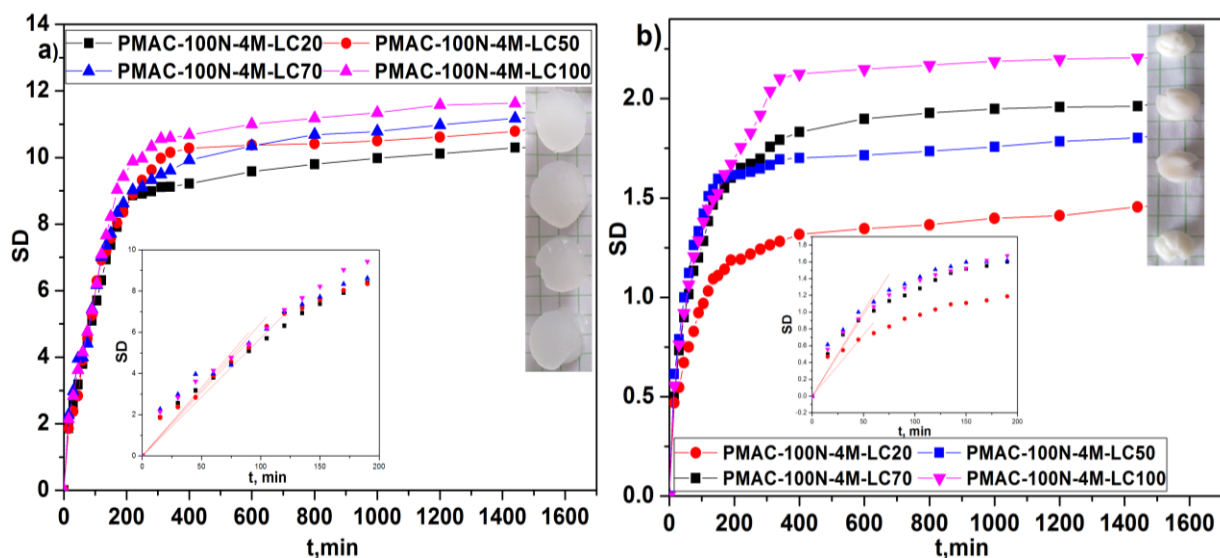 a)
PMAC-100N-4M-LC20 PMAC-100N-4M-LC50
PMAC-100N-4M-LC70 PMAC-100N-4M-LC100
14
12
10
8
6
4
2
0
SD
0 200 400 600 800 1000 1200 1400 1600
t,min
10
8
6
4
2
0
SD
0 50 100 150 200
t, min
b)
2.0
1.5
1.0
0.5
0.0
SD
1.8
1.6
1.4
1.2
1.0
0.8
0.6
0.4
0.2
0.0
-0.2
SD
0 50 100 150 200
t, min
PMAC-100N-4M-LC20 PMAC-100N-4M-LC50
PMAC-100N-4M-LC70 PMAC-100N-4M-LC100
0 200 400 600 800 1000 1200 1400 1600
t,min